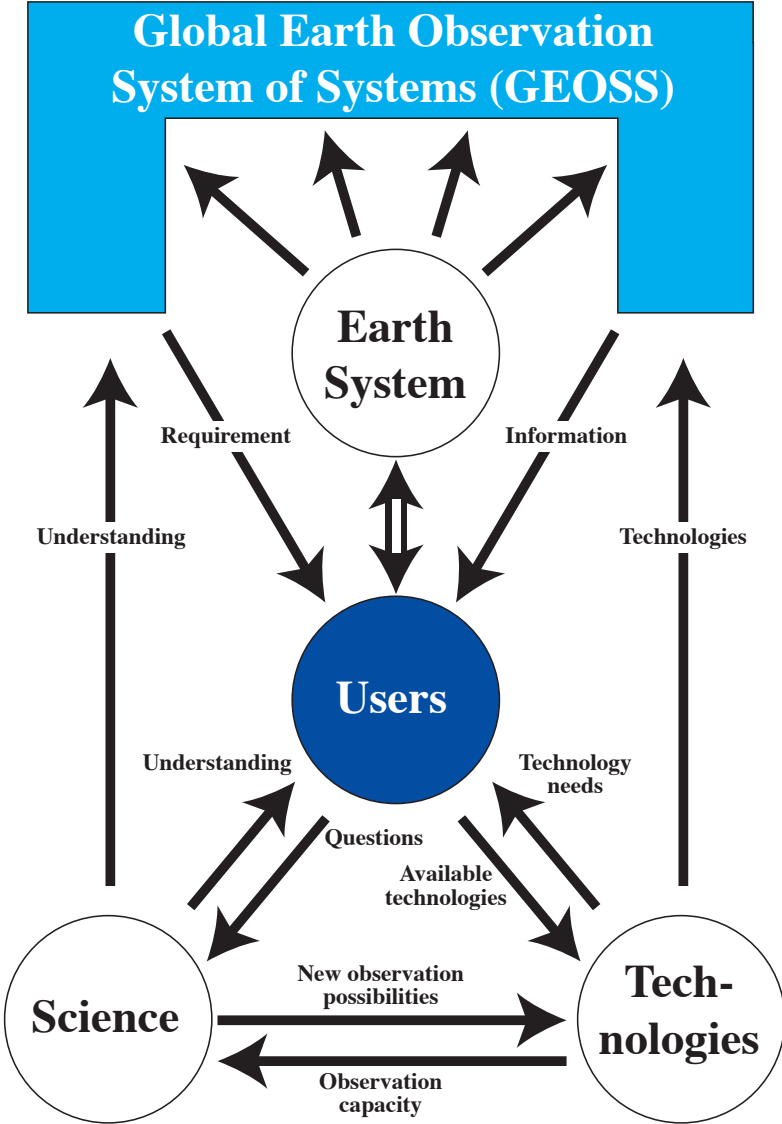 Global Earth Observation
System of Systems (GEOSS)
Earth
System
Requirement
Information
Understanding
Technologies
Users
Understanding
Technology
needs
Questions
Available
technologies
New observation
possibilities
Science
Tech-
nologies
Observation
capacity